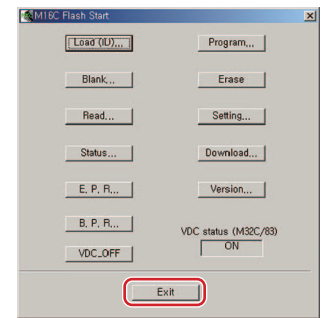 M16C Flash Start
Load (ID)...
Program...
Blank...
Erase
Read...
Setting...
Status...
Download...
E. P. R...
Version...
B. P. R...
VDC status (M32C/83)
VDC_OFF
ON
Exit